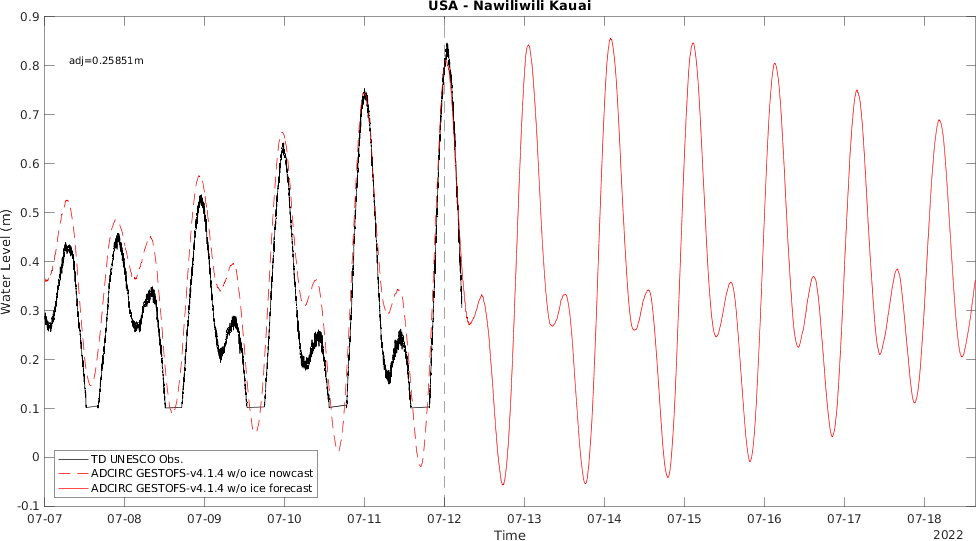 USA - Nawiliwili Kauai
0.9
adj=0.25851m
0.8
0.7
0.6
0.5
0.4
0.3
0.2
0.1
0
-0.1
Water Level (m)
TD UNESCO Obs.
ADCIRC GESTOFS-v4.1.4 w/o ice nowcast
ADCIRC GESTOFS-v4.1.4 w/o ice forecast
07-07 07-08 07-09 07-10 07-11 07-12 07-13 07-14 07-15 07-16 07-17 07-18
Time
2022